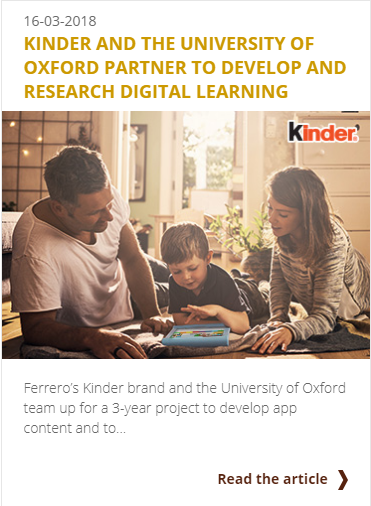 16-03-2018
KINDER AND THE UNIVERSITY OF
OXFORD PARTNER TO DEVELOP AND
RESEARCH DIGITAL LEARNING
Kinder
Ferrero’s Kinder brand and the University of Oxford
team up for a 3-year project to develop app
content and to...
Read the article ❯